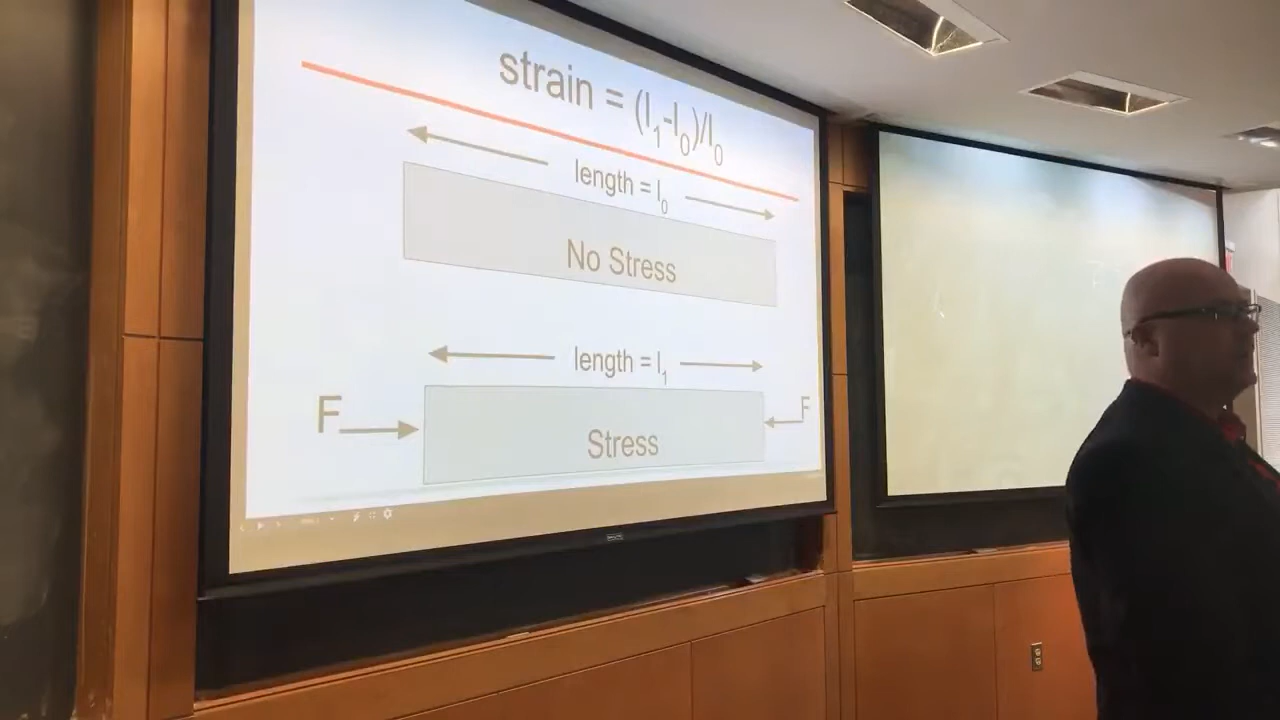 strain = (l₁-l₀)/l₀
length = l₀
No Stress
length = l₁
F
F
Stress